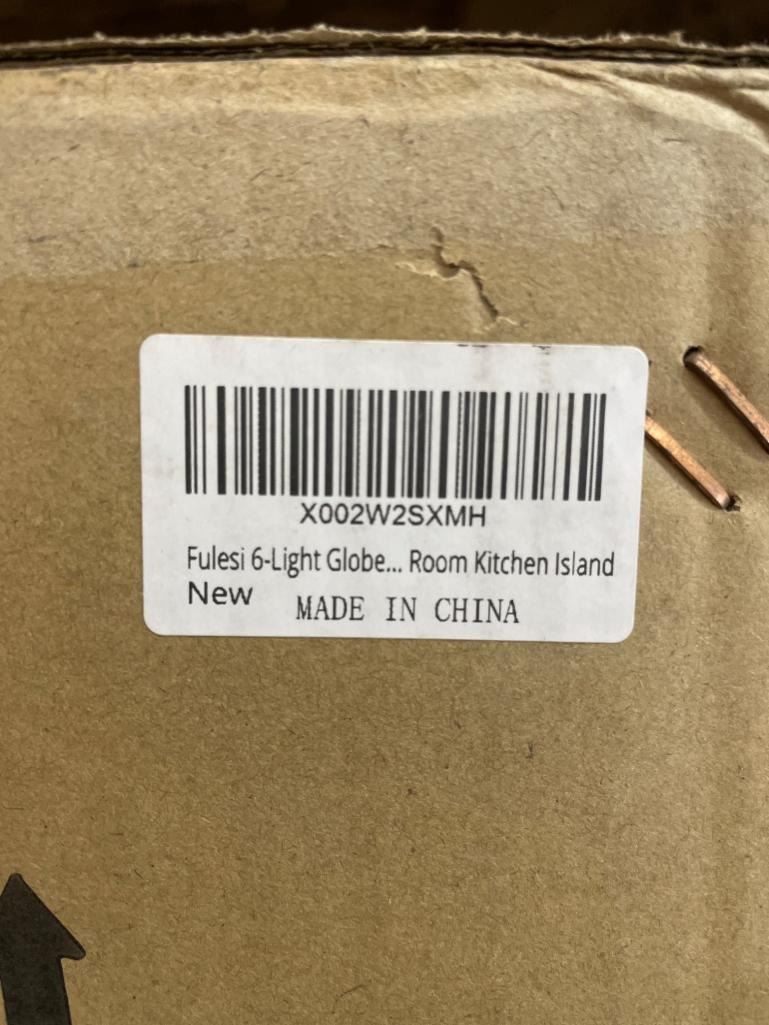 X002W2SXMH
Fulesi 6-Light Globe... Room Kitchen Island
New
MADE IN CHINA